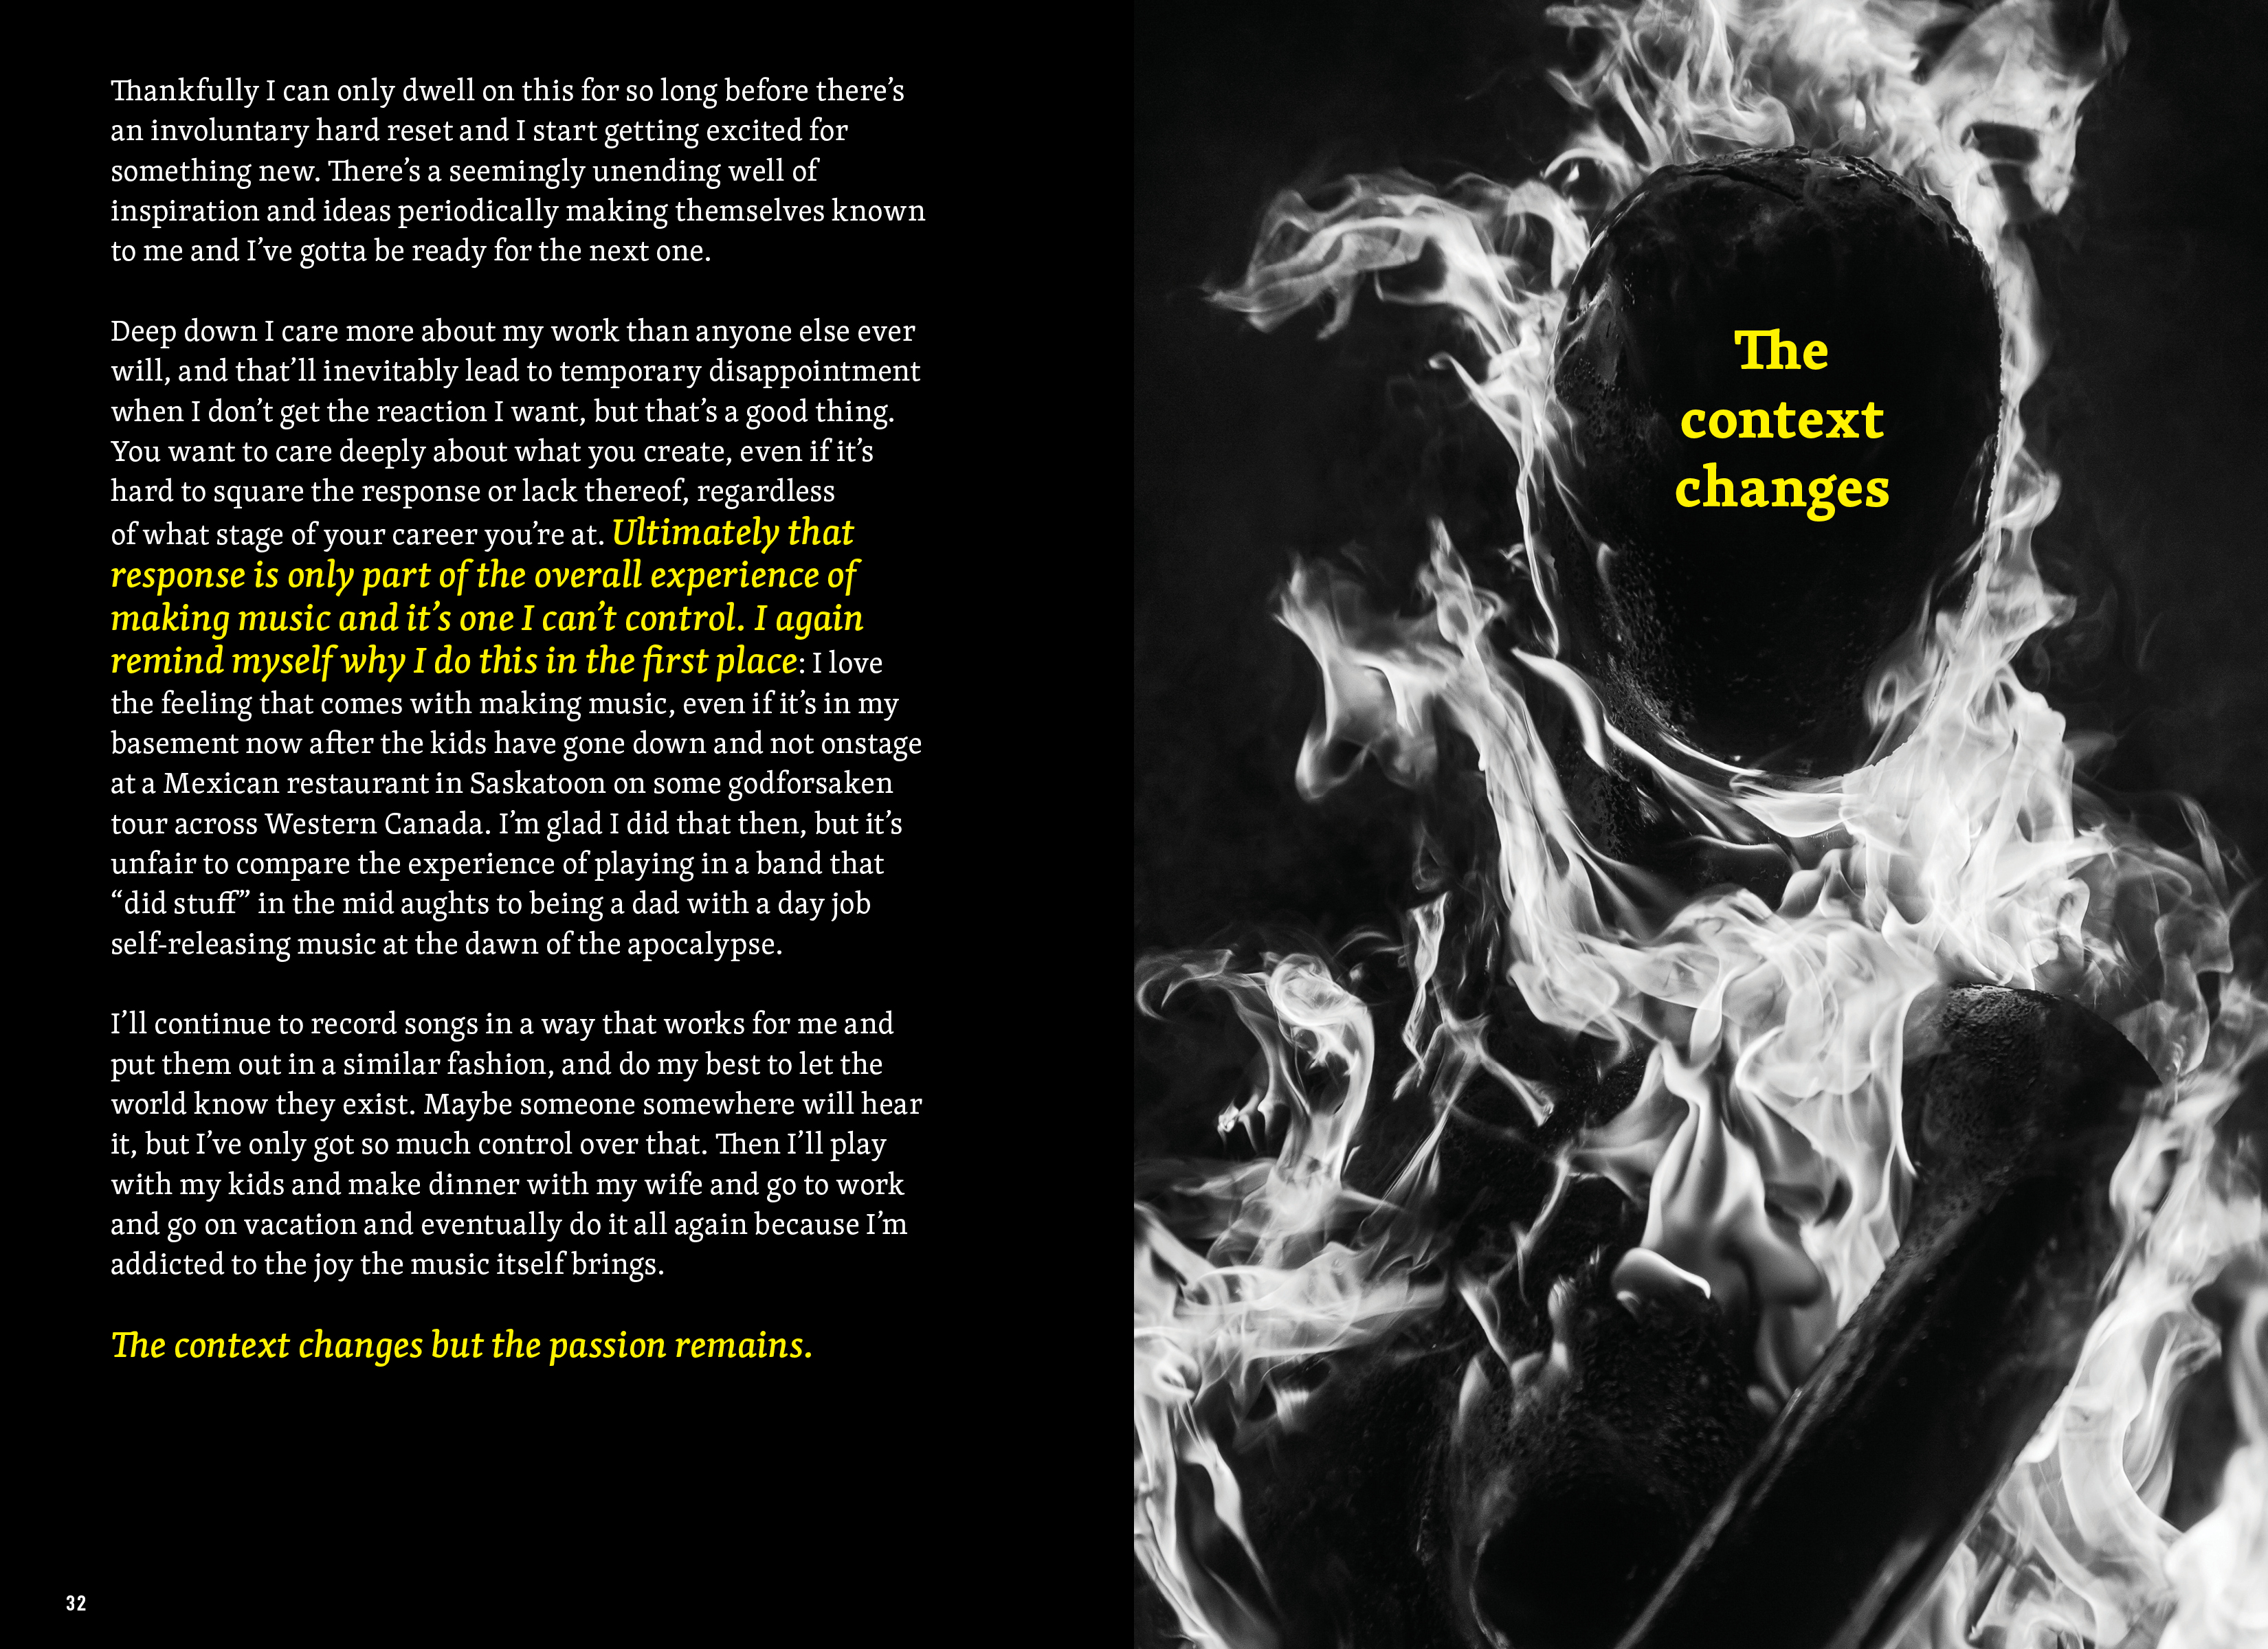 Thankfully I can only dwell on this for so long before there’s
an involuntary hard reset and I start getting excited for
something new. There’s a seemingly unending well of
inspiration and ideas periodically making themselves known
to me and I’ve gotta be ready for the next one.
Deep down I care more about my work than anyone else ever
will, and that’ll inevitably lead to temporary disappointment
when I don’t get the reaction I want, but that’s a good thing.
You want to care deeply about what you create, even if it’s
hard to square the response or lack thereof, regardless
of what stage of your career you’re at. Ultimately that
response is only part of the overall experience of
making music and it’s one I can’t control. I again
remind myself why I do this in the first place: I love
the feeling that comes with making music, even if it’s in my
basement now after the kids have gone down and not onstage
at a Mexican restaurant in Saskatoon on some godforsaken
tour across Western Canada. I’m glad I did that then, but it’s
unfair to compare the experience of playing in a band that
“did stuff” in the mid aughts to being a dad with a day job
self-releasing music at the dawn of the apocalypse.
I’ll continue to record songs in a way that works for me and
put them out in a similar fashion, and do my best to let the
world know they exist. Maybe someone somewhere will hear
it, but I’ve only got so much control over that. Then I’ll play
with my kids and make dinner with my wife and go to work
and go on vacation and eventually do it all again because I’m
addicted to the joy the music itself brings.
The context changes but the passion remains.
32
The
context
changes